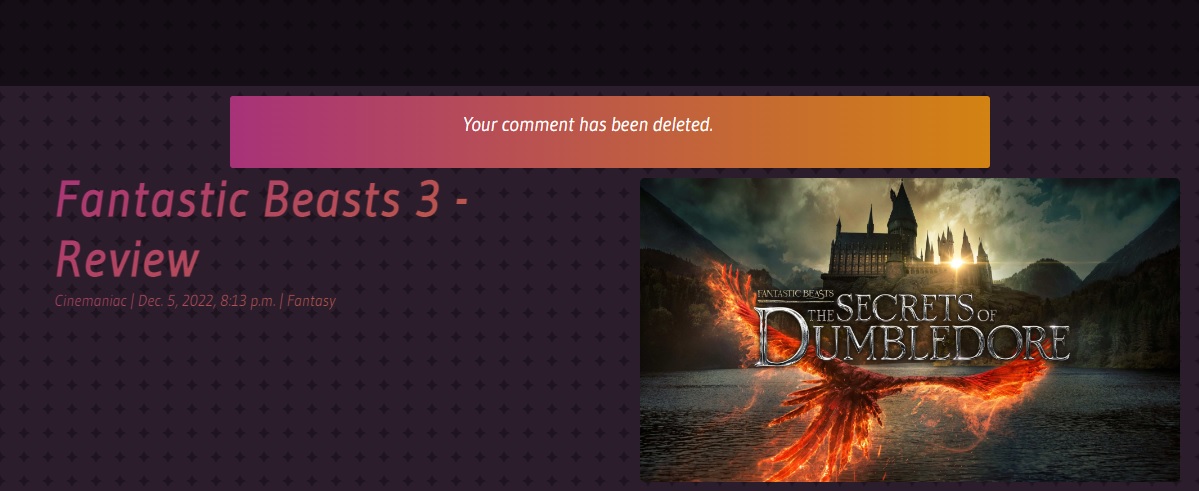 Your comment has been deleted.
Fantastic Beasts 3 -
Review
Cinemaniac | Dec. 5, 2022, 8:13 p.m. | Fantasy
FANTASTIC BEASTS
THE SECRETS OF
DUMBLEDORE